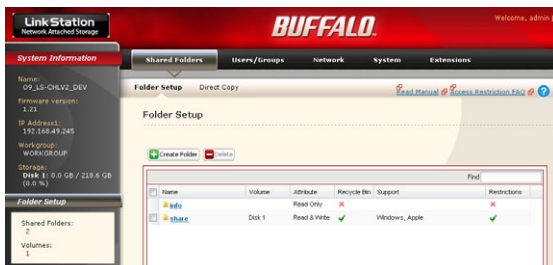 LinkStation
Network Attached Storage
BUFFALO
Welcome, admin
System Information
Shared Folders
Users/Groups
Network
System
Extensions
Name:
09_LS-CHLV2_DEV
Firmware version:
1.21
IP Address1:
192.168.49.245
Workgroup:
WORKGROUP
Storage:
Disk 1: 0.0 GB / 218.6 GB
(0.0 %)
Folder Setup
Shared Folders:
2
Volumes:
1
Folder Setup
Direct Copy
Read Manual
Access Restriction FAQ
Folder Setup
Create Folder
Delete
Find
Name
Volume
Attribute
Recycle Bin
Support
Restrictions
info
Read Only
share
Disk 1
Read & Write
Windows, Apple